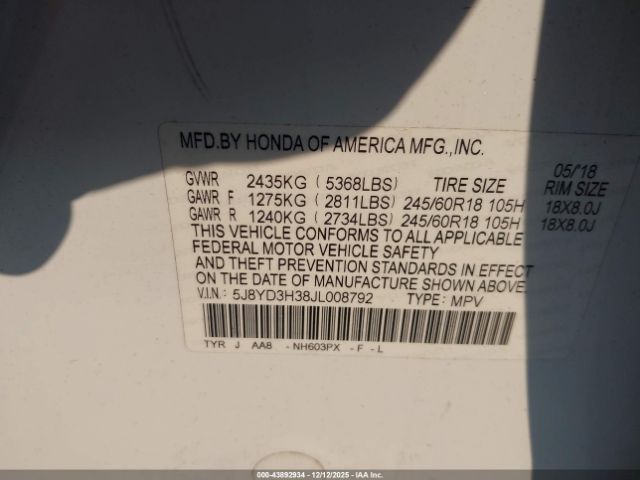 MFD.BY HONDA OF AMERICA MFG.,INC.
05/'18
GVWR 2435KG ( 5368LBS) TIRE SIZE RIM SIZE
GAWR F 1275KG ( 2811LBS) 245/60R18 105H 18X8.0J
GAWR R 1240KG ( 2734LBS) 245/60R18 105H 18X8.0J
THIS VEHICLE CONFORMS TO ALL APPLICABLE
FEDERAL MOTOR VEHICLE SAFETY
AND THEFT PREVENTION STANDARDS IN EFFECT
ON THE DATE OF MANUFACTURE SHOWN ABOVE.
V.I.N.: 5J8YD3H38JL008792 TYPE: MPV
TYR J AA8 -NH603PX -F -L
000-43892934 - 12/12/2025 - IAA Inc.